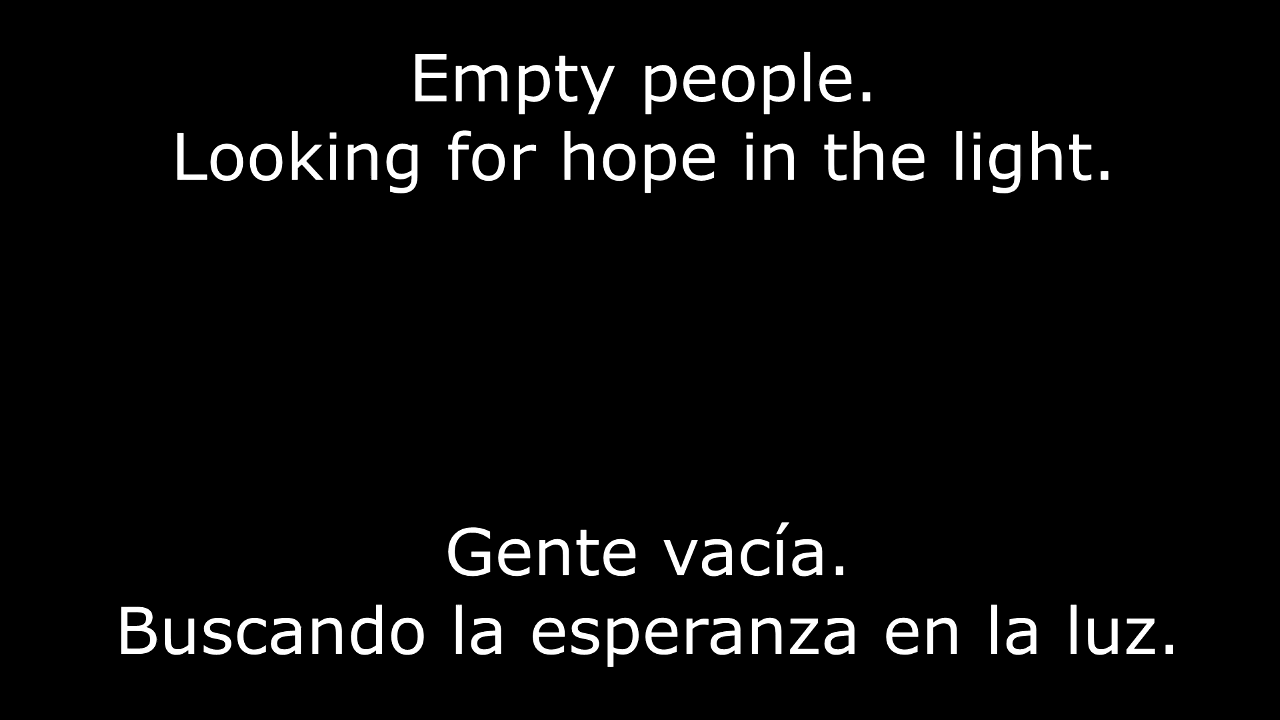 Empty people.
Looking for hope in the light.
Gente vacía.
Buscando la esperanza en la luz.